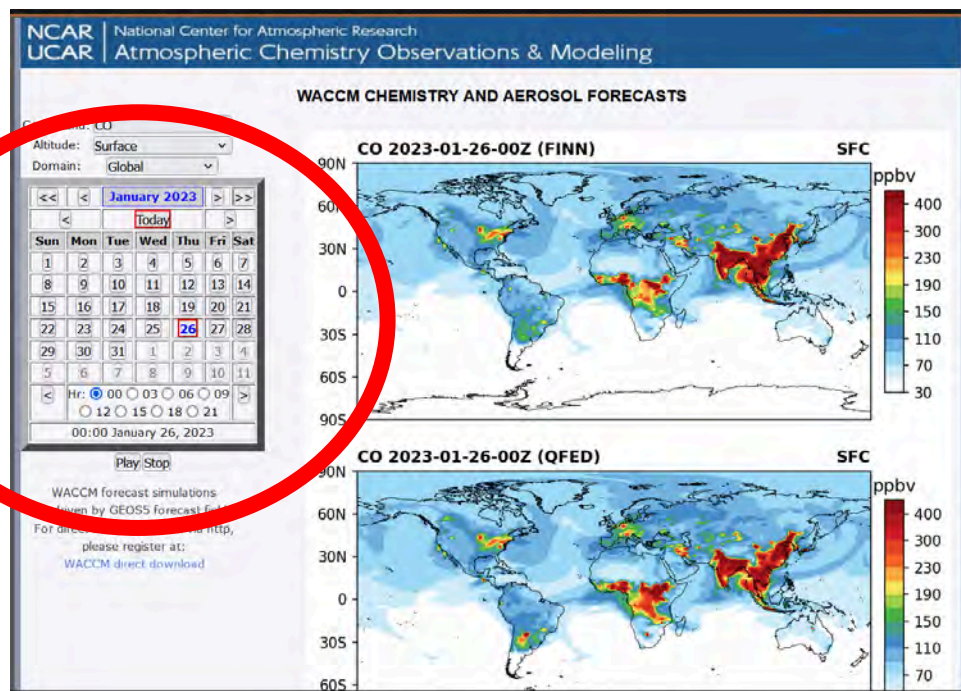 NCAR | National Center for Atmospheric Research
UCAR | Atmospheric Chemistry Observations & Modeling
WACCM CHEMISTRY AND AEROSOL FORECASTS
CO
Altitude: Surface
Domain: Global
<< < January 2023 > >>
< Today >
Sun Mon Tue Wed Thu Fri Sat
1 2 3 4 5 6 7
8 9 10 11 12 13 14
15 16 17 18 19 20 21
22 23 24 25 26 27 28
29 30 31 1 2 3 4
5 6 7 8 9 10 11
< Hr: 00 03 06 09 >
12 15 18 21
00:00 January 26, 2023
Play Stop
WACCM forecast simulations
by GEOS5 forecast
For http,
please register at:
WACCM direct download
CO 2023-01-26-00Z (FINN) SFC
90N
60N
30N
0
30S
60S
90S
ppbv
400
300
230
190
150
110
70
30
CO 2023-01-26-00Z (QFED) SFC
90N
60N
30N
0
30S
60S
ppbv
400
300
230
190
150
110
70